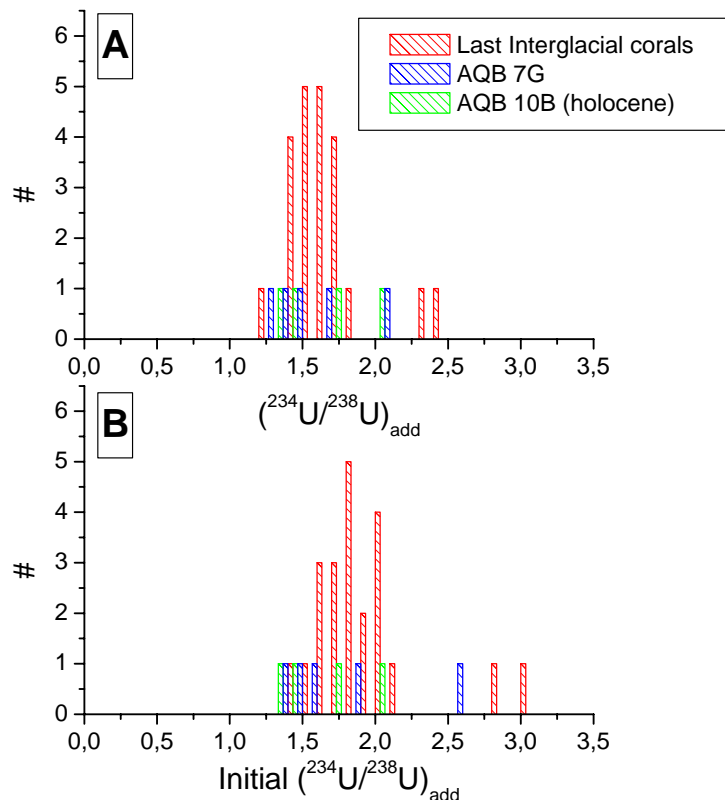 A
Last Interglacial corals
AQB 7G
AQB 10B (holocene)
6
5
4
3
2
1
0
#
0,0 0,5 1,0 1,5 2,0 2,5 3,0 3,5
(²³⁴U/²³⁸U)add
B
6
5
4
3
2
1
0
#
0,0 0,5 1,0 1,5 2,0 2,5 3,0 3,5
Initial (²³⁴U/²³⁸U)add